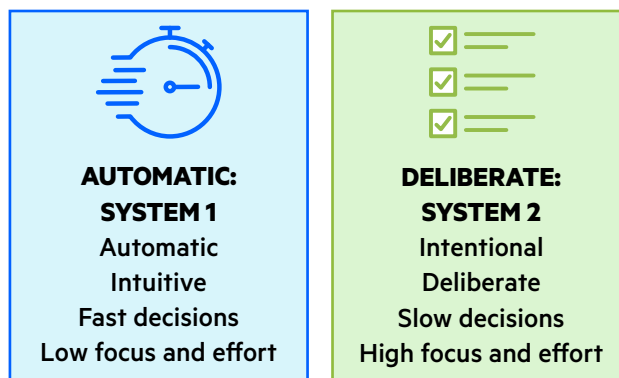 AUTOMATIC:
SYSTEM 1
Automatic
Intuitive
Fast decisions
Low focus and effort
DELIBERATE:
SYSTEM 2
Intentional
Deliberate
Slow decisions
High focus and effort